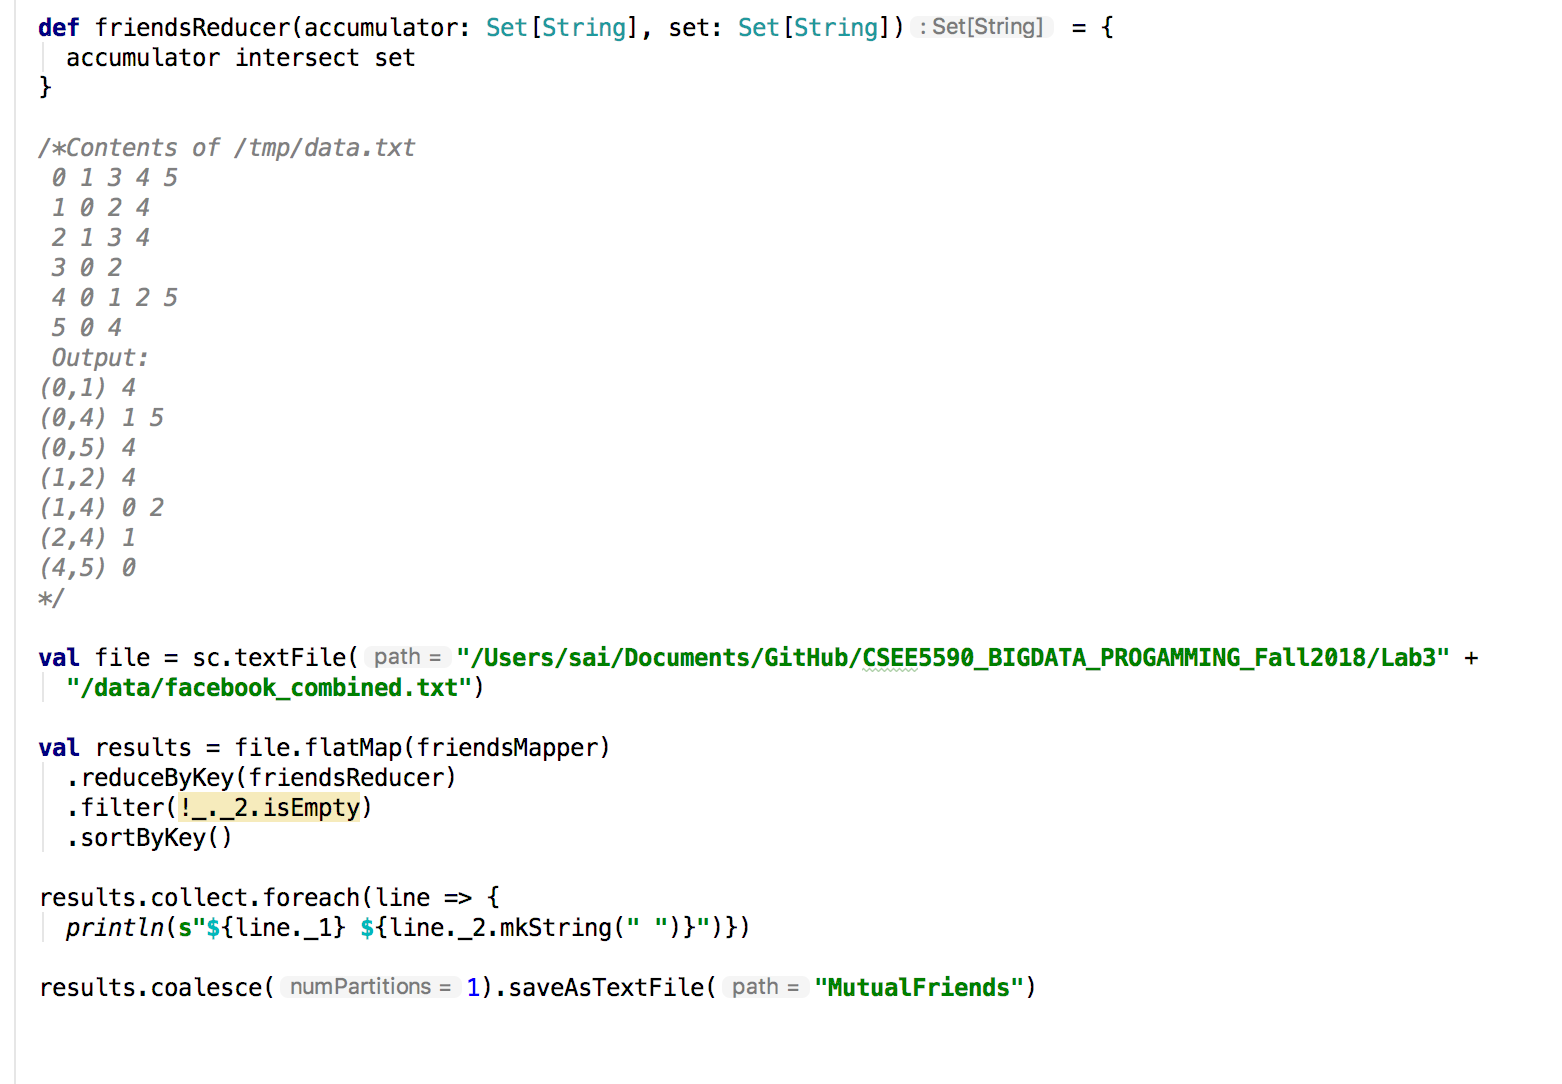 def friendsReducer(accumulator: Set[String], set: Set[String]) : Set[String] = {
  accumulator intersect set
}
/*Contents of /tmp/data.txt
 0 1 3 4 5
 1 0 2 4
 2 1 3 4
 3 0 2
 4 0 1 2 5
 5 0 4
 Output:
(0,1) 4
(0,4) 1 5
(0,5) 4
(1,2) 4
(1,4) 0 2
(2,4) 1
(4,5) 0
*/
val file = sc.textFile( path = "/Users/sai/Documents/GitHub/CSEE5590_BIGDATA_PROGAMMING_Fall2018/Lab3" +
  "/data/facebook_combined.txt")
val results = file.flatMap(friendsMapper)
  .reduceByKey(friendsReducer)
  .filter(!_._2.isEmpty)
  .sortByKey()
results.collect.foreach(line => {
  println(s"${line._1} ${line._2.mkString(" ")}")})
results.coalesce( numPartitions = 1).saveAsTextFile( path = "MutualFriends")